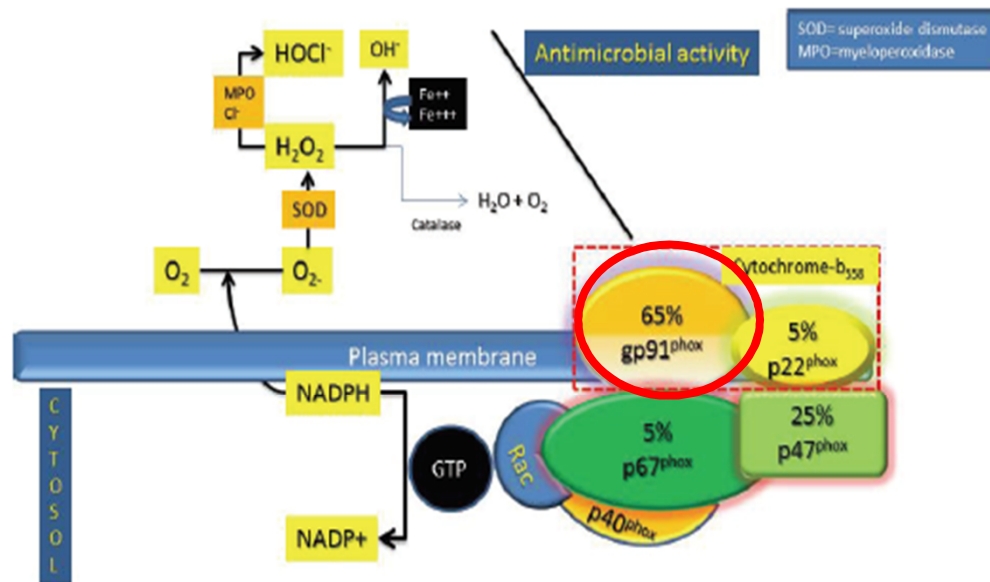 SOD= superoxide dismutase
MPO=myeloperoxidase
Antimicrobial activity
HOCl⁻
OH⁻
MPO
Cl⁻
Fe++
Fe+++
H₂O₂
H₂O + O₂
Catalase
SOD
O₂
O₂₋
Cytochrome-b₅₅₈
65%
gp91ᵖʰᵒˣ
5%
p22ᵖʰᵒˣ
Plasma membrane
CYTOSOL
NADPH
GTP
Rac
5%
p67ᵖʰᵒˣ
25%
p47ᵖʰᵒˣ
p40ᵖʰᵒˣ
NADP+